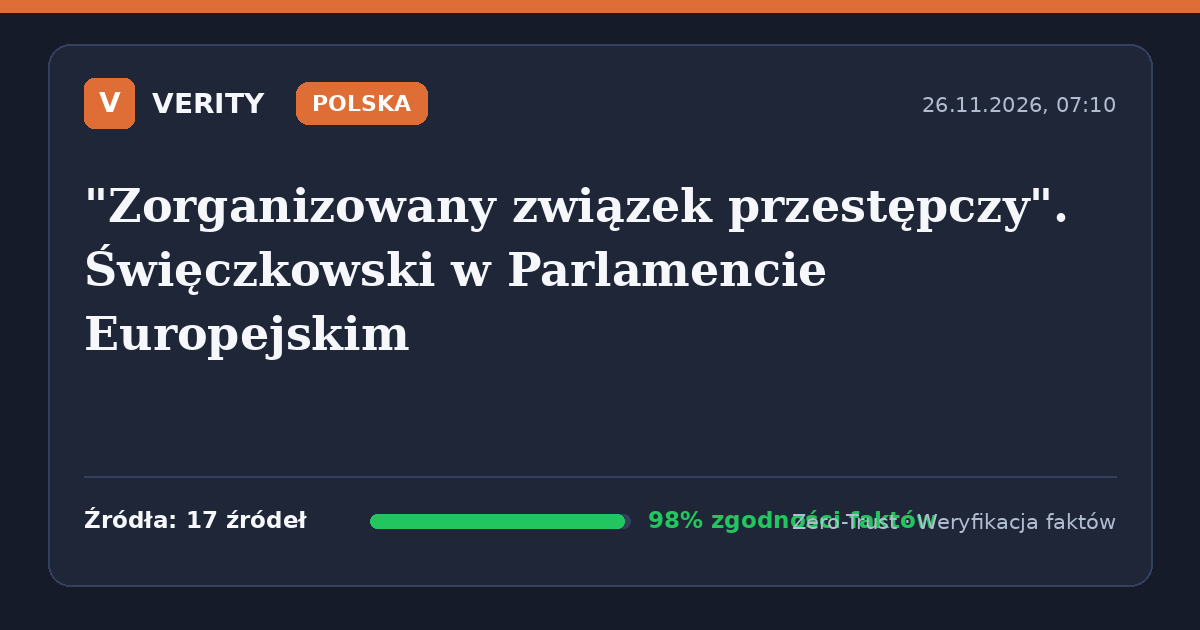 V VERITY POLSKA 26.11.2026, 07:10
"Zorganizowany związek przestępczy".
Święczkowski w Parlamencie
Europejskim
Źródła: 17 źródeł 98% zgodności faktów Zero-Trust · Weryfikacja faktów